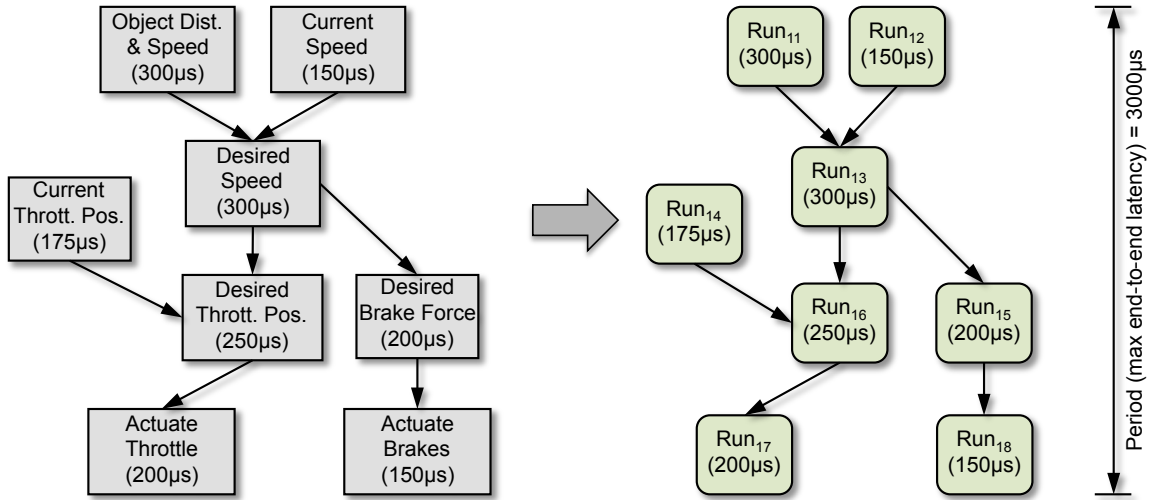 Object Dist.
& Speed
(300µs)
Current
Speed
(150µs)
Desired
Speed
(300µs)
Current
Thrott. Pos.
(175µs)
Desired
Thrott. Pos.
(250µs)
Desired
Brake Force
(200µs)
Actuate
Throttle
(200µs)
Actuate
Brakes
(150µs)
Run₁₁
(300µs)
Run₁₂
(150µs)
Run₁₃
(300µs)
Run₁₄
(175µs)
Run₁₆
(250µs)
Run₁₅
(200µs)
Run₁₇
(200µs)
Run₁₈
(150µs)
Period (max end-to-end latency) = 3000µs